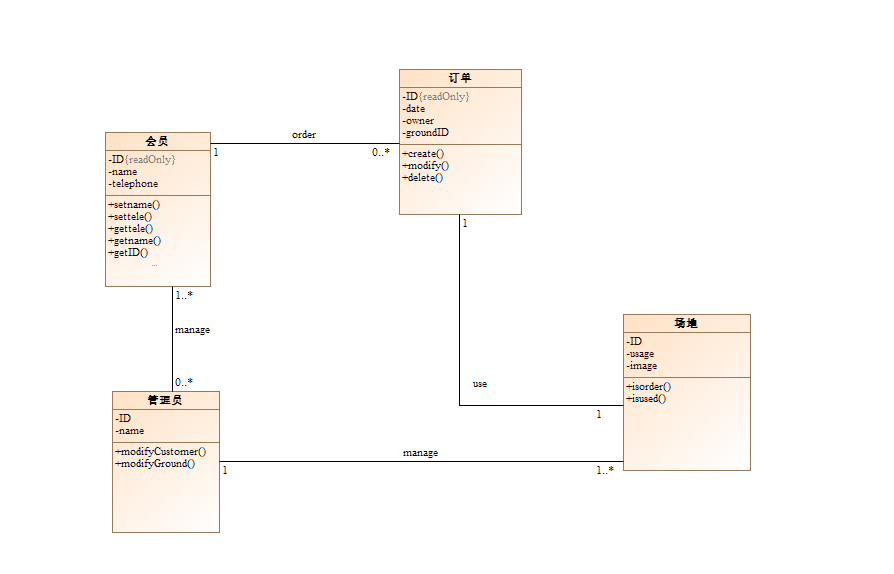 订单
-ID{readOnly}
-date
-owner
-groundID
+create()
+modify()
+delete()
order
1
0..*
会员
-ID{readOnly}
-name
-telephone
+setname()
+settele()
+gettele()
+getname()
+getID()
...
1
1..*
manage
0..*
use
1
场地
-ID
-usage
-image
+isorder()
+isused()
管理员
-ID
-name
+modifyCustomer()
+modifyGround()
manage
1
1..*